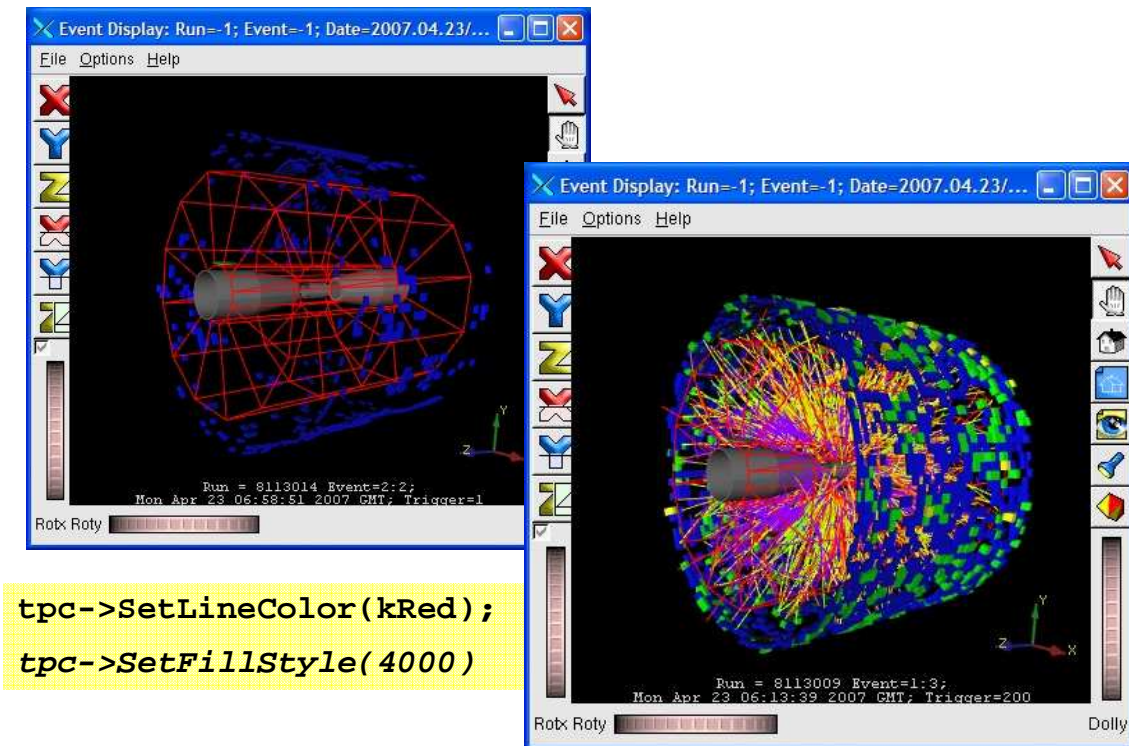 Event Display: Run=-1; Event=-1; Date=2007.04.23/...
File Options Help
Y
Z
Run = 8113014 Event=2:2;
Mon Apr 23 06:58:51 2007 GMT; Trigger=1
Rotx Roty
Event Display: Run=-1; Event=-1; Date=2007.04.23/...
File Options Help
Y
Z
X
Run = 8113009 Event=1:3;
Mon Apr 23 06:13:39 2007 GMT; Trigger=200
Rotx Roty
Dolly
tpc->SetLineColor(kRed);
tpc->SetFillStyle(4000)